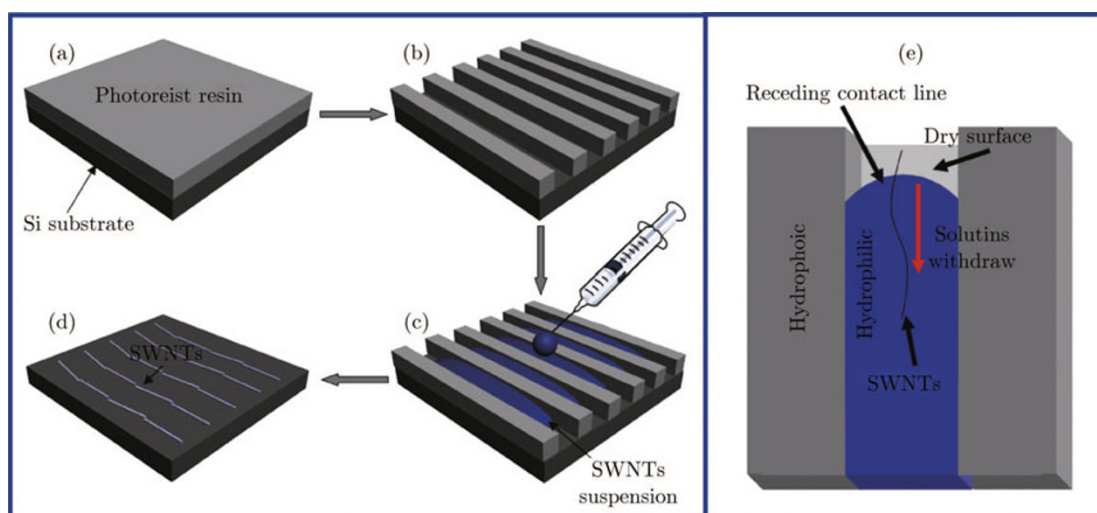 (a)
Photoreist resin
Si substrate
(b)
(c)
SWNTs
suspension
(d)
SWNTs
(e)
Receding contact line
Dry surface
Hydrophoic
Hydrophilic
Solutins
withdraw
SWNTs